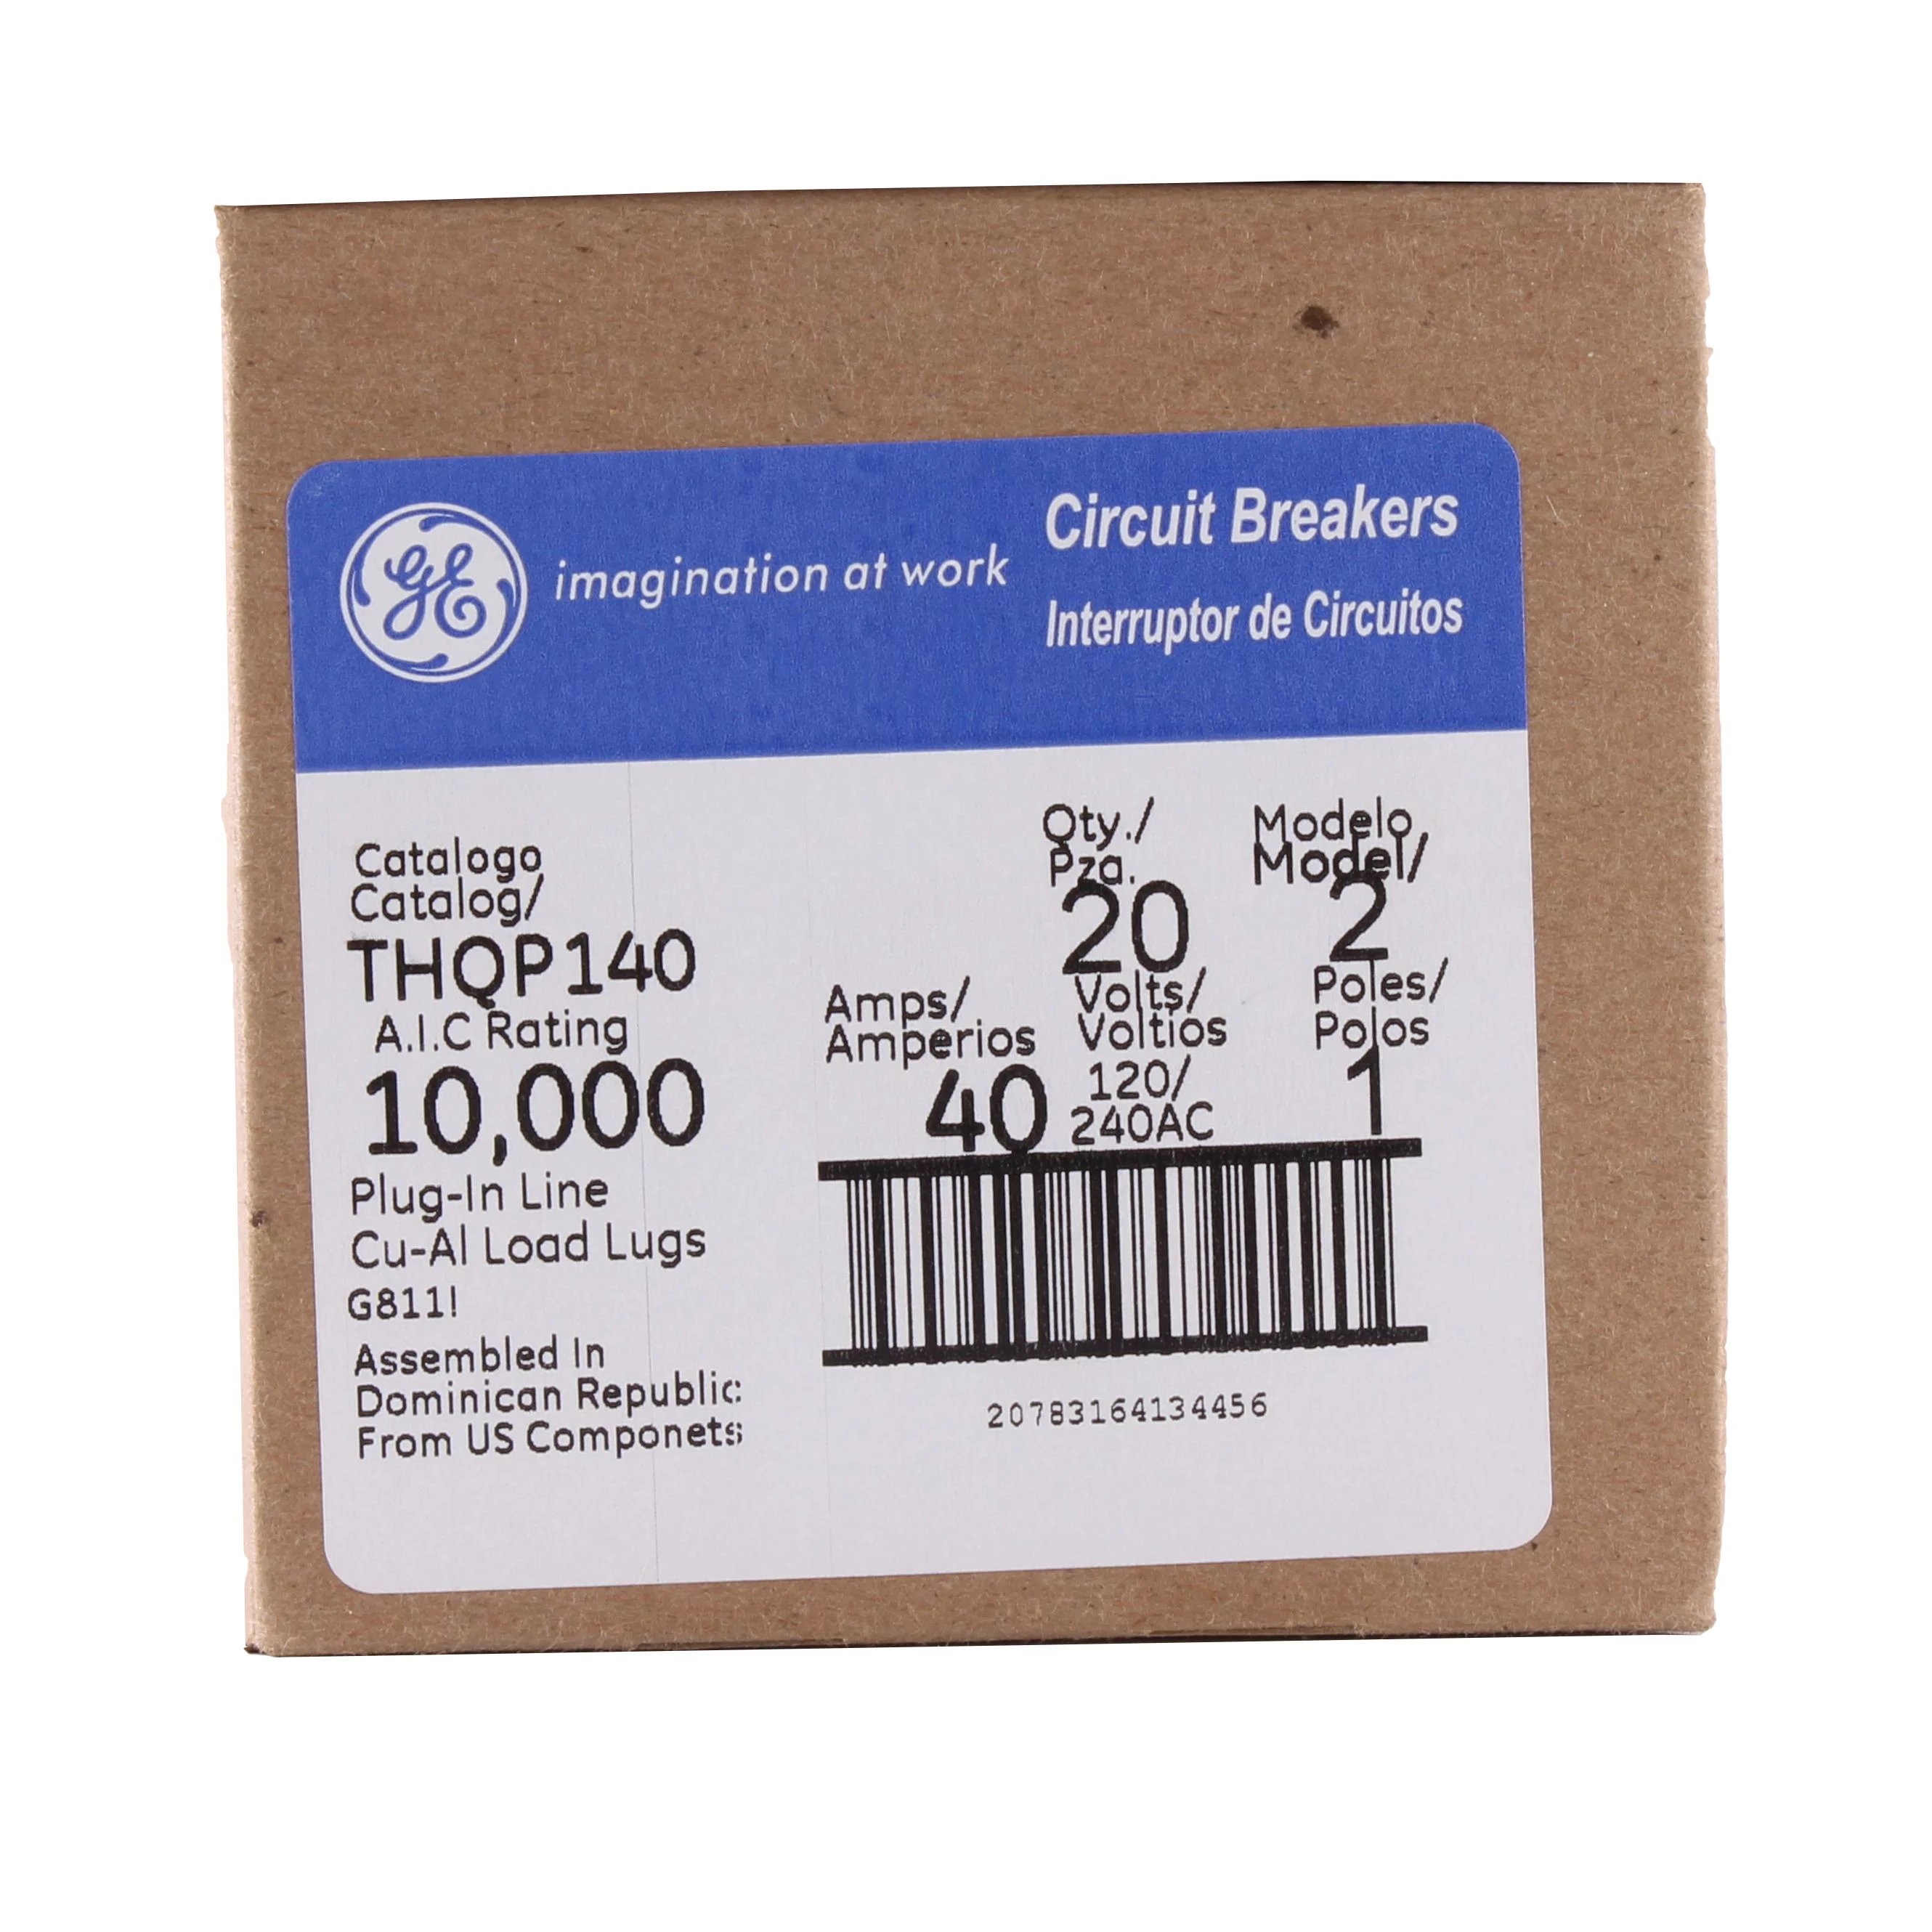 GE
imagination at work
Circuit Breakers
Interruptor de Circuitos
Catalogo
Catalog/
THQP140
A.I.C Rating
10,000
Plug-In Line
Cu-Al Load Lugs
G811!
Assembled In
Dominican Republic:
From US Componets;
Qty./
Pza.
20
Modelo
Model/
2
Amps/
Amperios
40
Volts/
Voltios
120/
240AC
Poles/
Polos
1
20783164134456